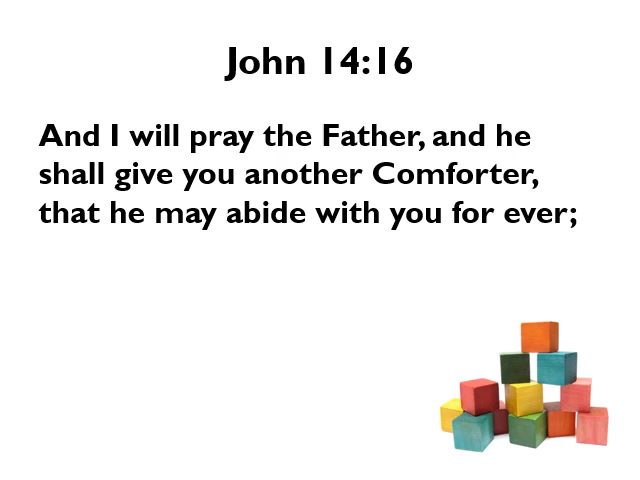 John 14:16
And I will pray the Father, and he
shall give you another Comforter,
that he may abide with you for ever;